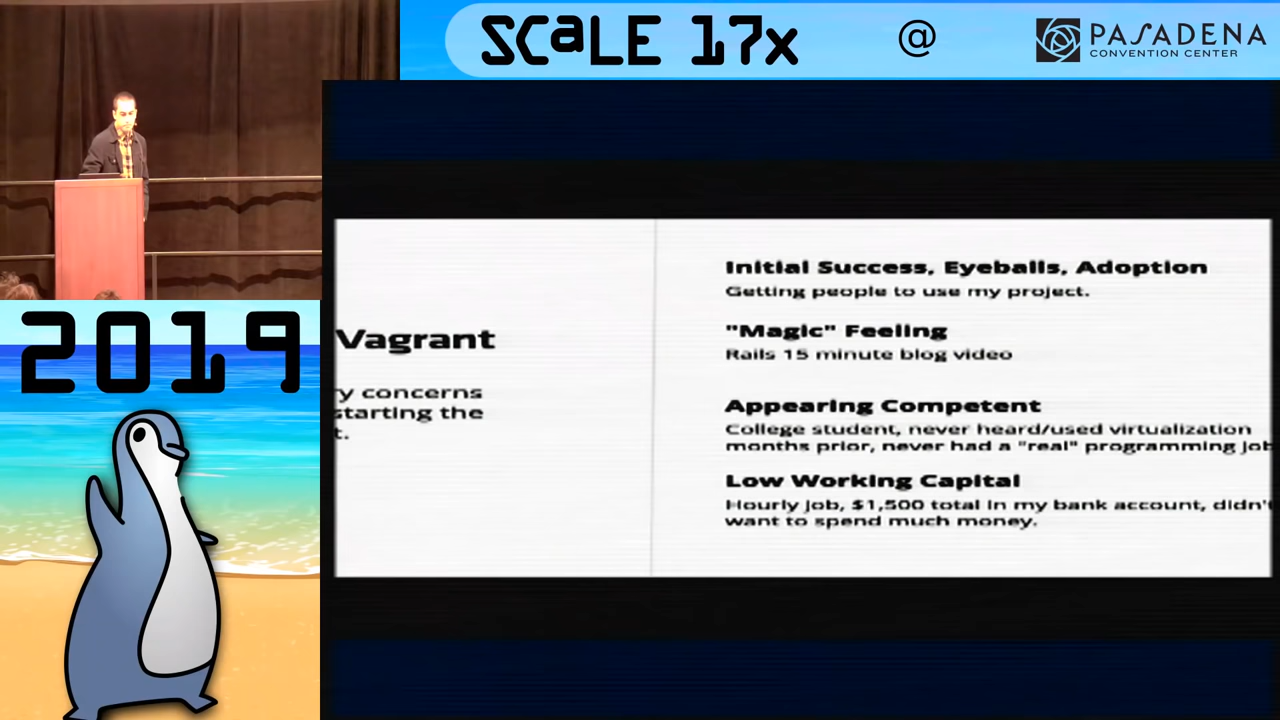 SCaLE 17x
@
PASADENA
CONVENTION CENTER
2019
Vagrant
y concerns
starting the
t.
Initial Success, Eyeballs, Adoption
Getting people to use my project.
"Magic" Feeling
Rails 15 minute blog video
Appearing Competent
College student, never heard/used virtualization
months prior, never had a "real" programming job
Low Working Capital
Hourly job, $1,500 total in my bank account, didn't
want to spend much money.